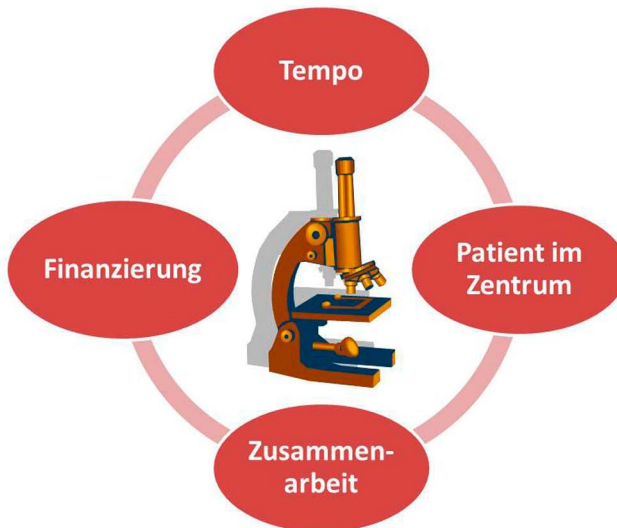 Tempo
Finanzierung
Patient im
Zentrum
Zusammen-
arbeit